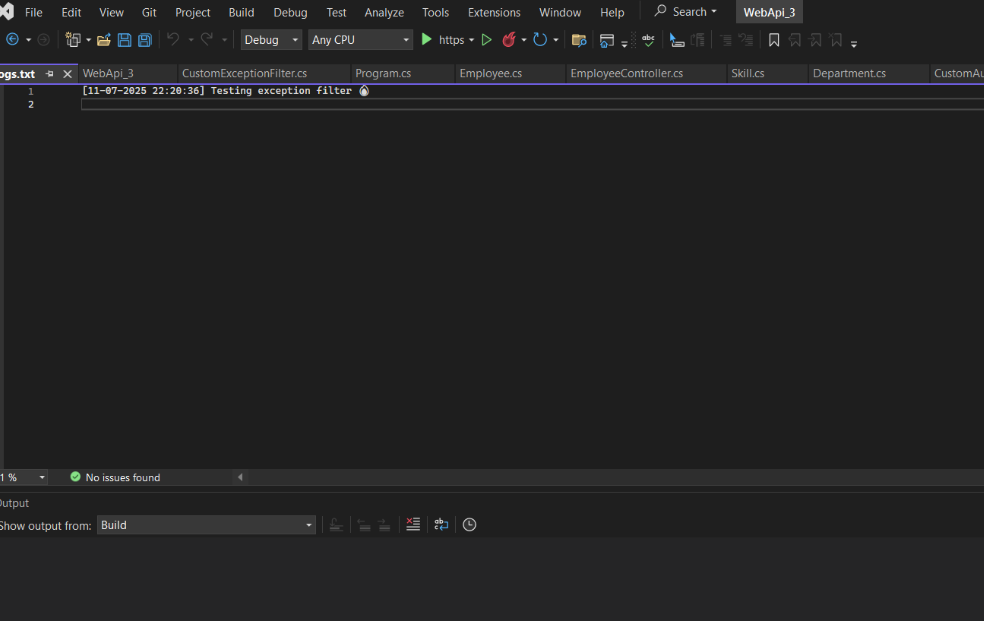 File Edit View Git Project Build Debug Test Analyze Tools Extensions Window Help Search WebApi_3
Debug Any CPU https abc
ogs.txt WebApi_3 CustomExceptionFilter.cs Program.cs Employee.cs EmployeeController.cs Skill.cs Department.cs CustomAu
1 [11-07-2025 22:20:36] Testing exception filter 🔥
2
1 % No issues found
Output
Show output from: Build